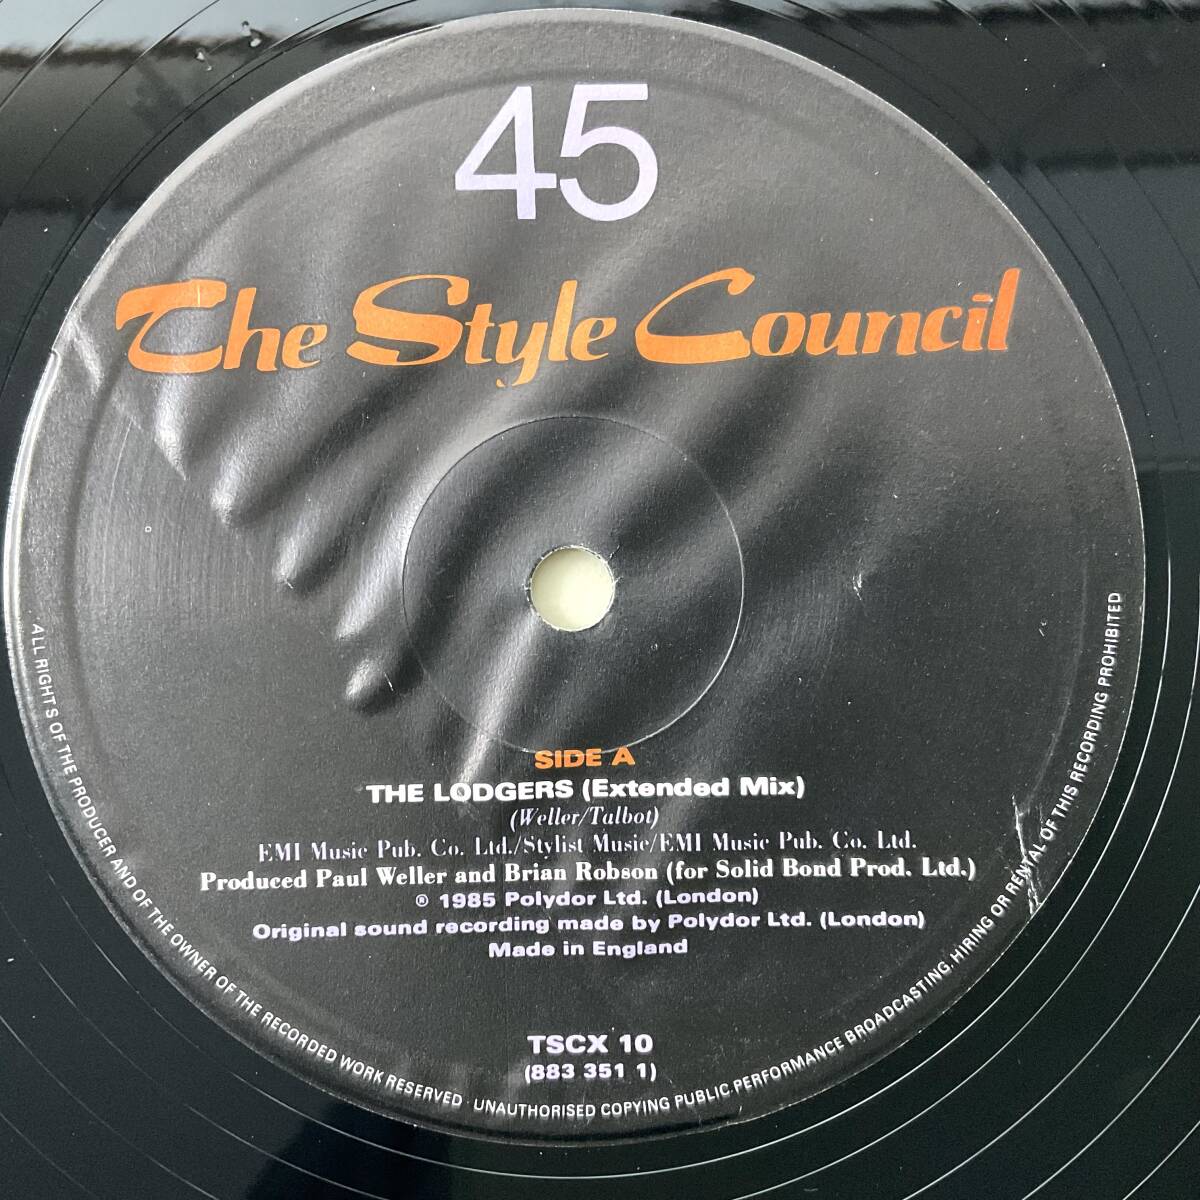 45
The Style Council
SIDE A
THE LODGERS (Extended Mix)
(Weller/Talbot)
EMI Music Pub. Co. Ltd./Stylist Music/EMI Music Pub. Co. Ltd.
Produced Paul Weller and Brian Robson (for Solid Bond Prod. Ltd.)
℗ 1985 Polydor Ltd. (London)
Original sound recording made by Polydor Ltd. (London)
Made in England
TSCX 10
(883 351 1)
ALL RIGHTS OF THE PRODUCER AND OF THE OWNER OF THE RECORDED WORK RESERVED · UNAUTHORISED COPYING PUBLIC PERFORMANCE BROADCASTING, HIRING OR RENTAL OF THIS RECORDING PROHIBITED